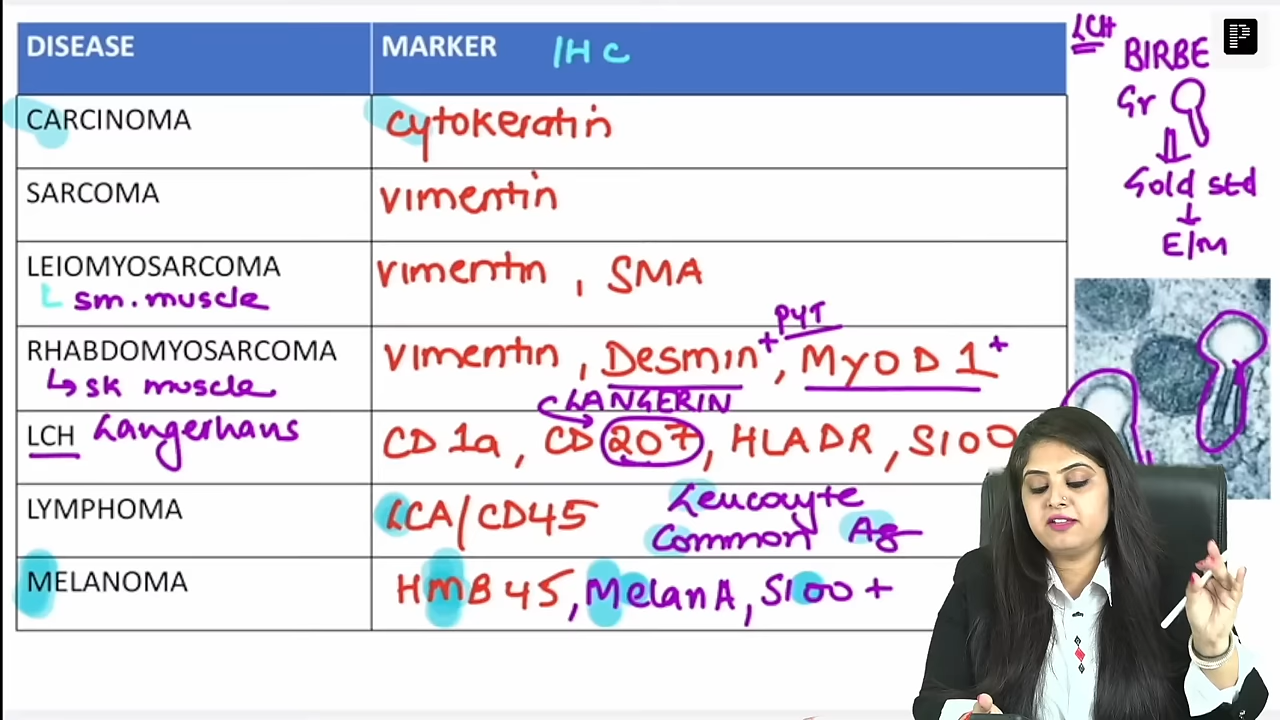 DISEASE MARKER IHC
CARCINOMA Cytokeratin
SARCOMA Vimentin
LEIOMYOSARCOMA Vimentin, SMA
sm. muscle
PYT
RHABDOMYOSARCOMA Vimentin, Desmin+, MyoD1+
sk muscle
LANGERIN
LCH Langerhans CD1a, CD207, HLADR, S100
LYMPHOMA LCA/CD45 Leucocyte
Common Ag
MELANOMA HMB45, MelanA, S100+
LCH
BIRBE
Gr
Gold std
E/M
P